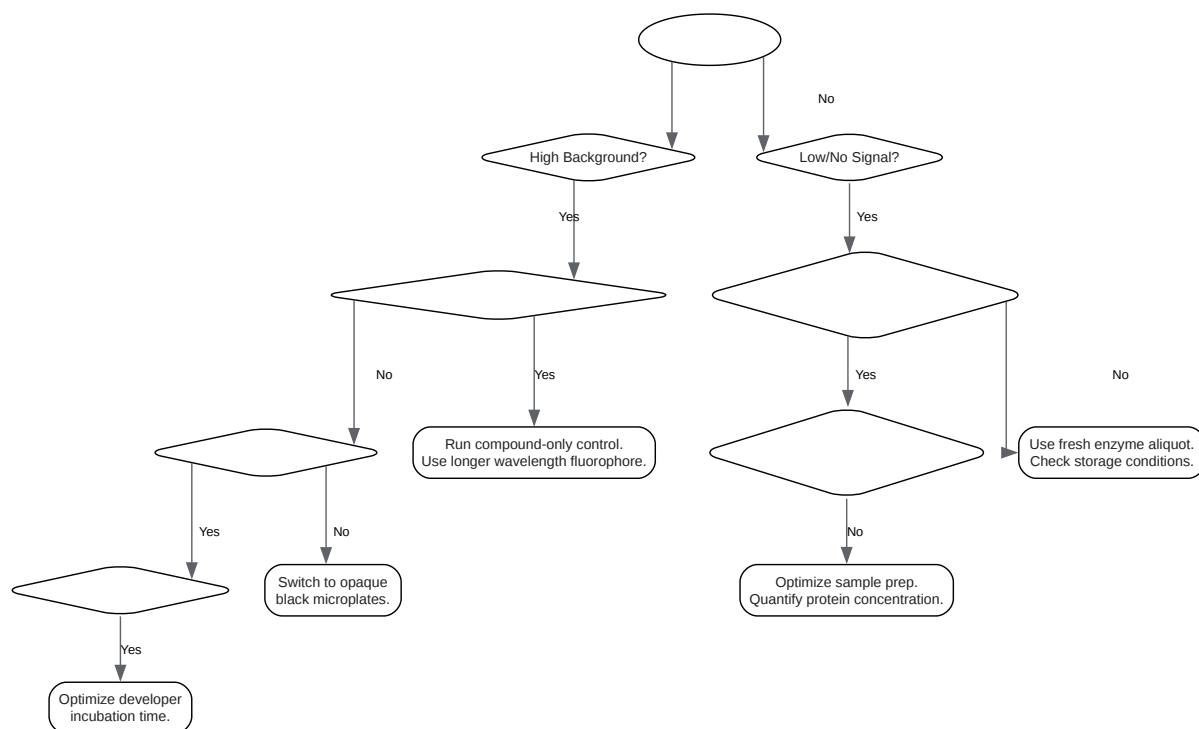 No
High Background?
Low/No Signal?
Yes
Yes
No
Yes
Yes
No
Run compound-only control.
Use longer wavelength fluorophore.
Use fresh enzyme aliquot.
Check storage conditions.
Yes
No
No
Switch to opaque
black microplates.
Optimize sample prep.
Quantify protein concentration.
Yes
Optimize developer
incubation time.